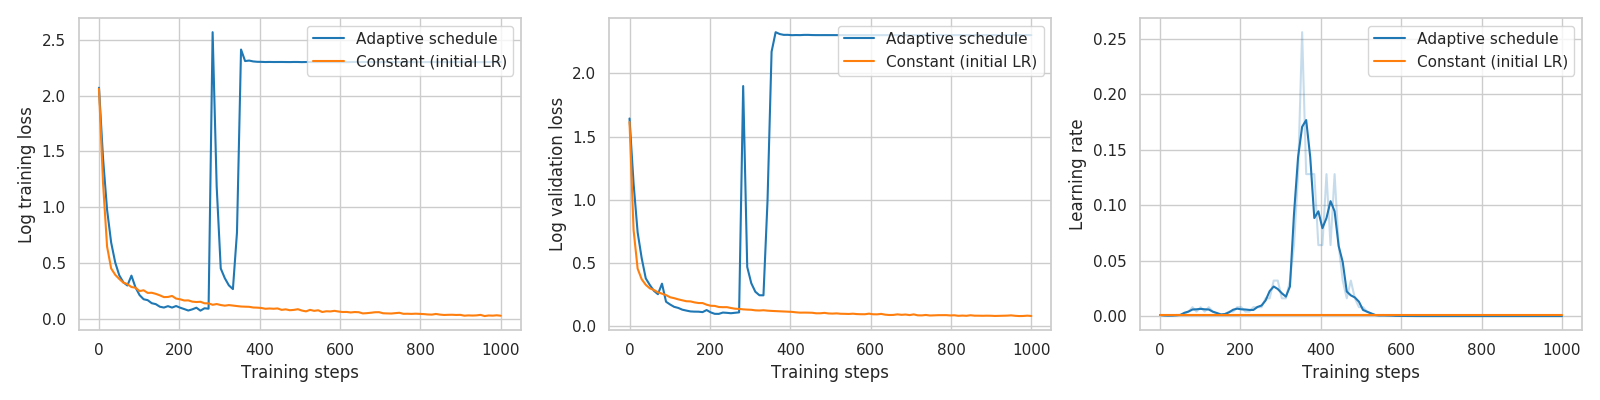 Log training loss
2.5
2.0
1.5
1.0
0.5
0.0
Adaptive schedule
Constant (initial LR)
0 200 400 600 800 1000
Training steps
Log validation loss
2.0
1.5
1.0
0.5
0.0
Adaptive schedule
Constant (initial LR)
0 200 400 600 800 1000
Training steps
Learning rate
0.25
0.20
0.15
0.10
0.05
0.00
Adaptive schedule
Constant (initial LR)
0 200 400 600 800 1000
Training steps